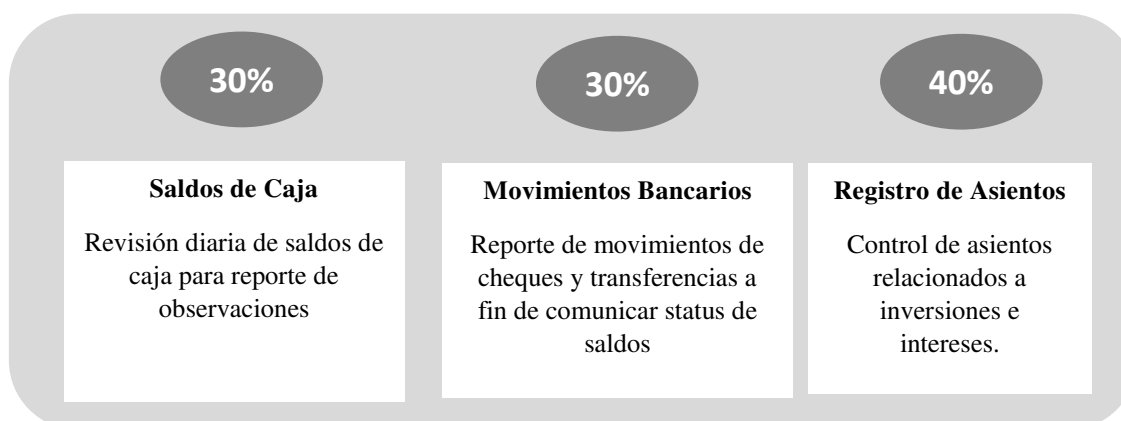 30%
30%
40%
Saldos de Caja
Revisión diaria de saldos de
caja para reporte de
observaciones
Movimientos Bancarios
Reporte de movimientos de
cheques y transferencias a
fin de comunicar status de
saldos
Registro de Asientos
Control de asientos
relacionados a
inversiones e
intereses.